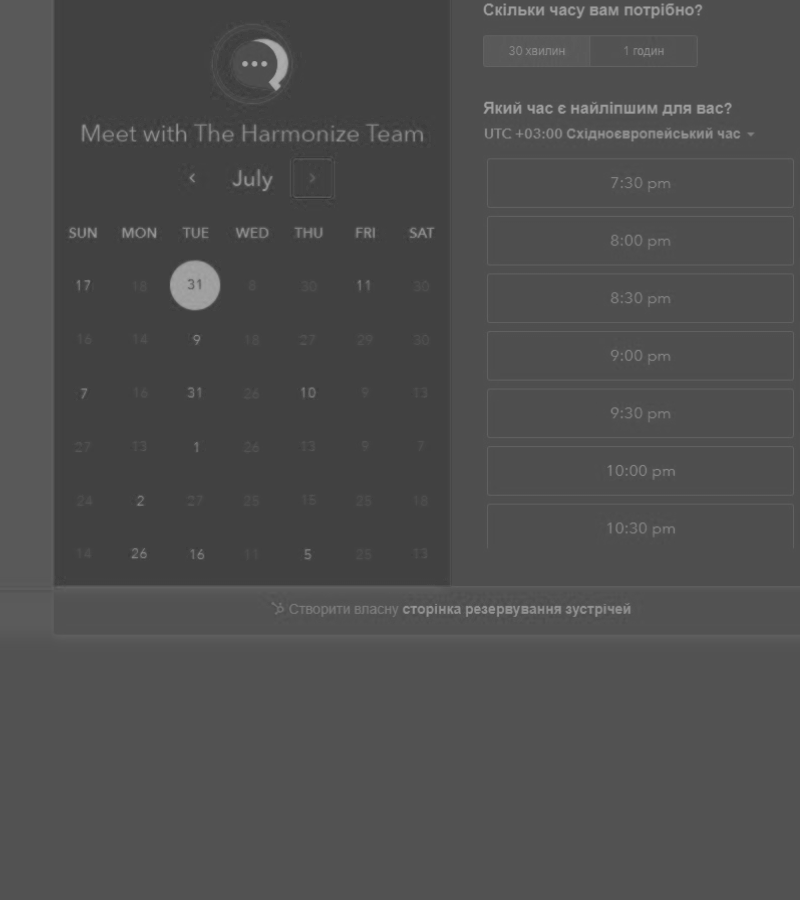 Meet with The Harmonize Team
July
SUN MON TUE WED THU FRI SAT
17 18 31 8 30 11 30
16 14 9 18 27 29 30
7 16 31 26 10 9 13
27 13 1 26 13 9 7
24 2 27 25 15 25 18
14 26 16 11 5 25 13
Скільки часу вам потрібно?
30 хвилин 1 годин
Який час є найліпшим для вас?
UTC +03:00 Східноєвропейський час
7:30 pm
8:00 pm
8:30 pm
9:00 pm
9:30 pm
10:00 pm
10:30 pm
Створити власну сторінка резервування зустрічей